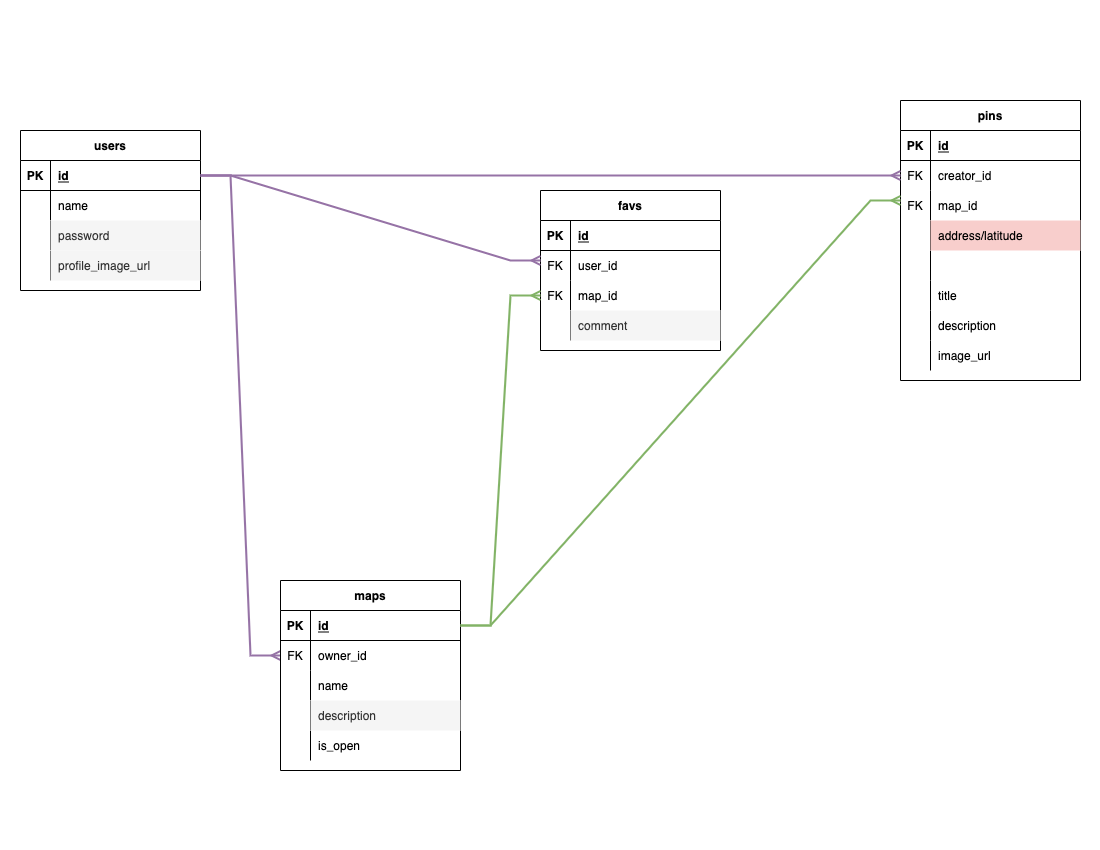 users
PK id
name
password
profile_image_url
favs
PK id
FK user_id
FK map_id
comment
pins
PK id
FK creator_id
FK map_id
address/latitude
title
description
image_url
maps
PK id
FK owner_id
name
description
is_open